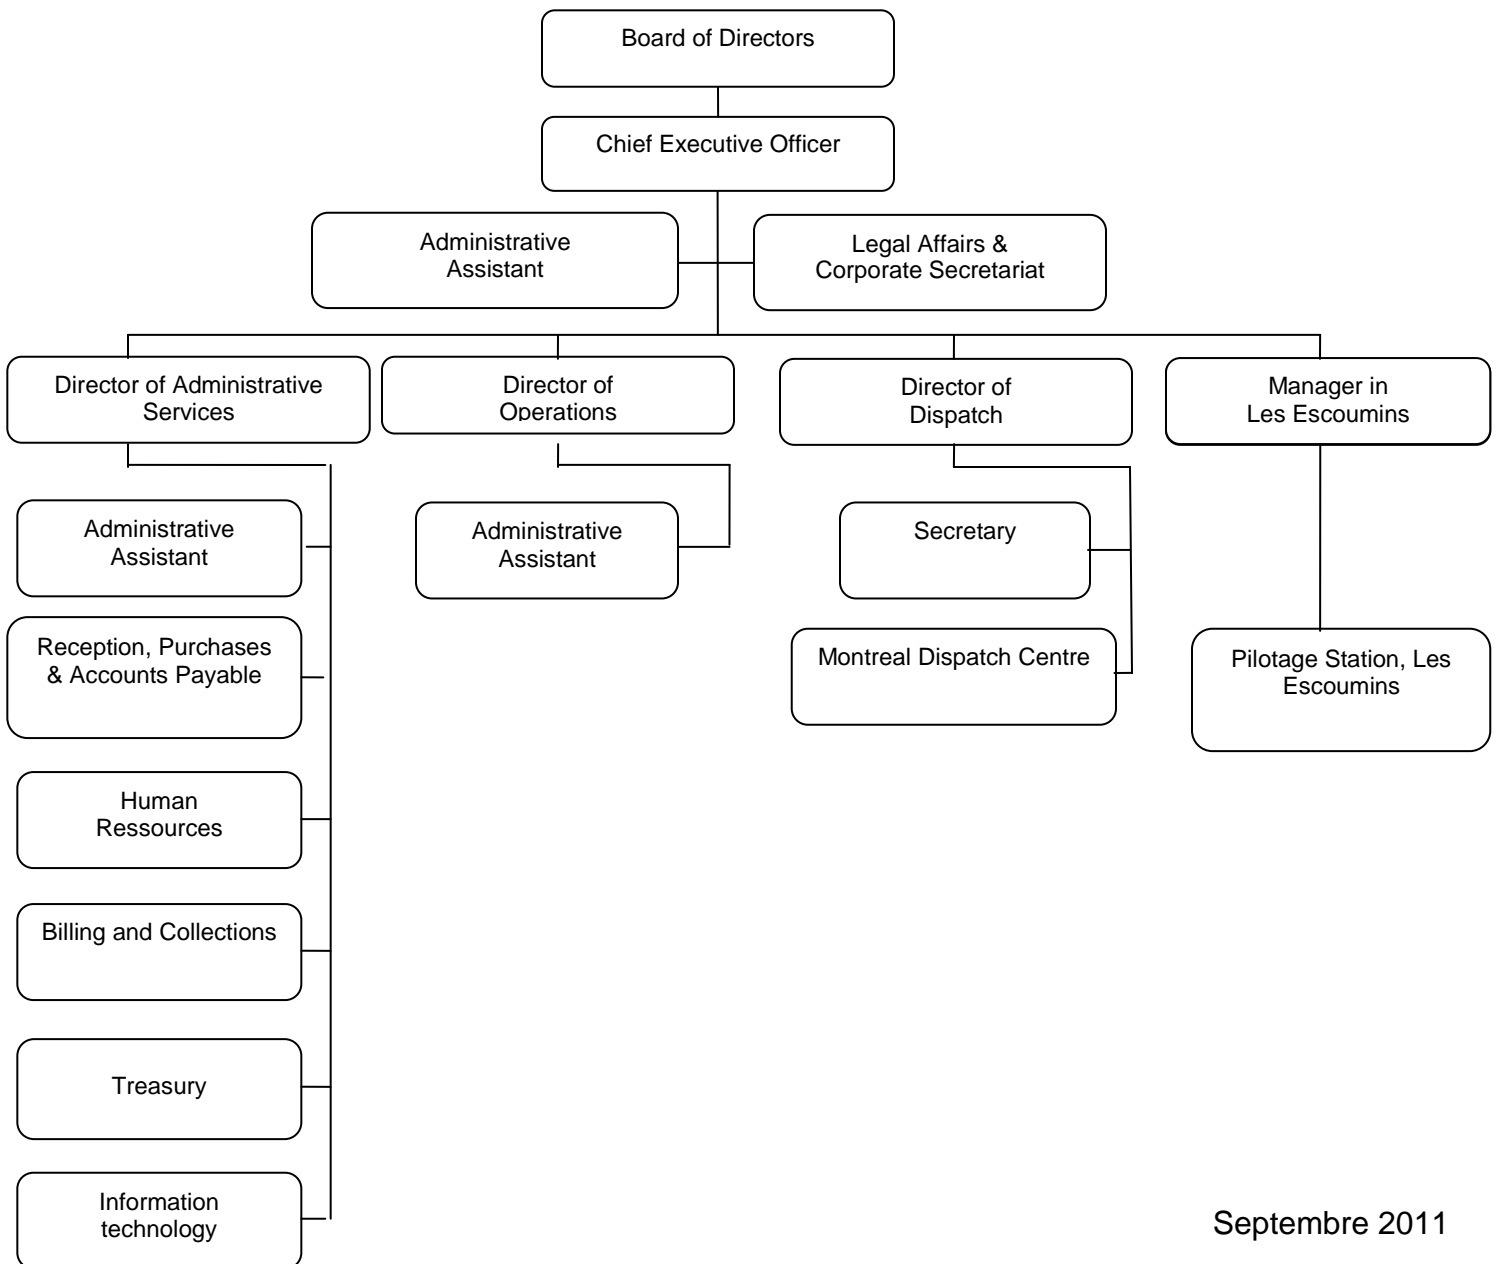 Board of Directors
Chief Executive Officer
Administrative
Assistant
Legal Affairs &
Corporate Secretariat
Director of Administrative
Services
Director of
Operations
Director of
Dispatch
Manager in
Les Escoumins
Administrative
Assistant
Administrative
Assistant
Secretary
Reception, Purchases
& Accounts Payable
Montreal Dispatch Centre
Pilotage Station, Les
Escoumins
Human
Ressources
Billing and Collections
Treasury
Information
technology
Septembre 2011